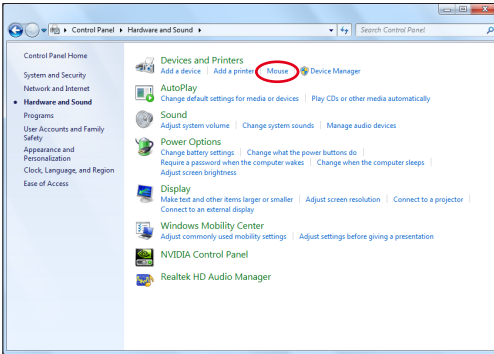 Control Panel ▸ Hardware and Sound ▸
Search Control Panel
Control Panel Home
System and Security
Network and Internet
Hardware and Sound
Programs
User Accounts and Family
Safety
Appearance and
Personalization
Clock, Language, and Region
Ease of Access
Devices and Printers
Add a device | Add a printer | Mouse | Device Manager
AutoPlay
Change default settings for media or devices | Play CDs or other media automatically
Sound
Adjust system volume | Change system sounds | Manage audio devices
Power Options
Change battery settings | Change what the power buttons do |
Require a password when the computer wakes | Change when the computer sleeps |
Adjust screen brightness
Display
Make text and other items larger or smaller | Adjust screen resolution | Connect to a projector |
Connect to an external display
Windows Mobility Center
Adjust commonly used mobility settings | Adjust settings before giving a presentation
NVIDIA Control Panel
Realtek HD Audio Manager